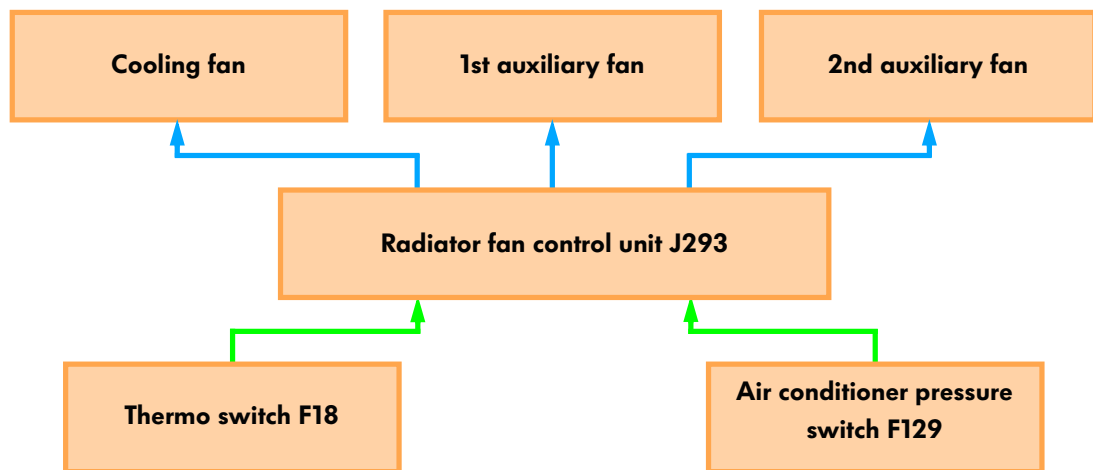 Cooling fan
1st auxiliary fan
2nd auxiliary fan
Radiator fan control unit J293
Thermo switch F18
Air conditioner pressure
switch F129